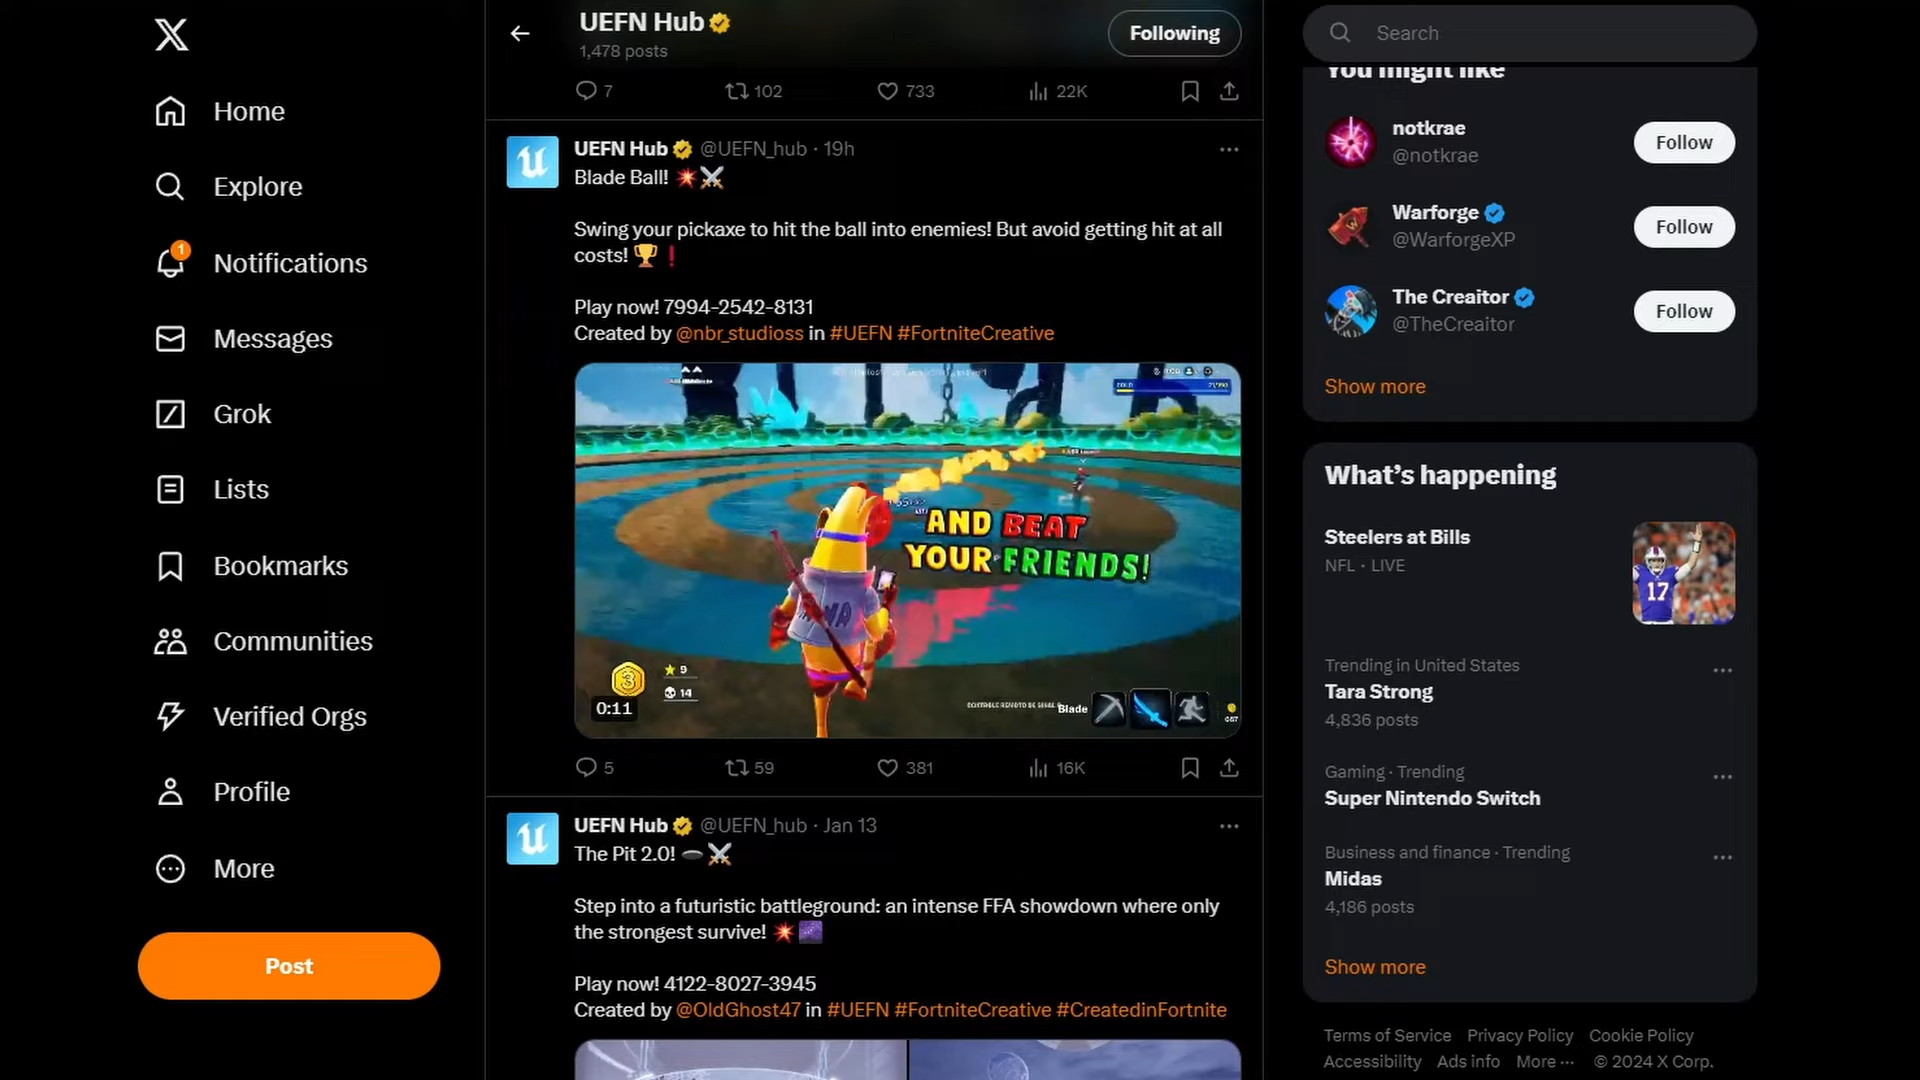 Home
Explore
1
Notifications
Messages
Grok
Lists
Bookmarks
Communities
Verified Orgs
Profile
More
Post
UEFN Hub
1,478 posts
Following
7 102 733 22K
UEFN Hub @UEFN_hub · 19h
Blade Ball! 💥⚔️
Swing your pickaxe to hit the ball into enemies! But avoid getting hit at all
costs! 🏆❗
Play now! 7994-2542-8131
Created by @nbr_studioss in #UEFN #FortniteCreative
AND BEAT
YOUR FRIENDS!
3
9
14
0:11
Blade
5 59 381 16K
UEFN Hub @UEFN_hub · Jan 13
The Pit 2.0! 🕳️⚔️
Step into a futuristic battleground: an intense FFA showdown where only
the strongest survive! 💥🌌
Play now! 4122-8027-3945
Created by @OldGhost47 in #UEFN #FortniteCreative #CreatedinFortnite
Search
You might like
notkrae
@notkrae
Follow
Warforge
@WarforgeXP
Follow
The Creaitor
@TheCreaitor
Follow
Show more
What's happening
Steelers at Bills
NFL · LIVE
17
Trending in United States
Tara Strong
4,836 posts
Gaming · Trending
Super Nintendo Switch
Business and finance · Trending
Midas
4,186 posts
Show more
Terms of Service Privacy Policy Cookie Policy
Accessibility Ads info More ··· © 2024 X Corp.